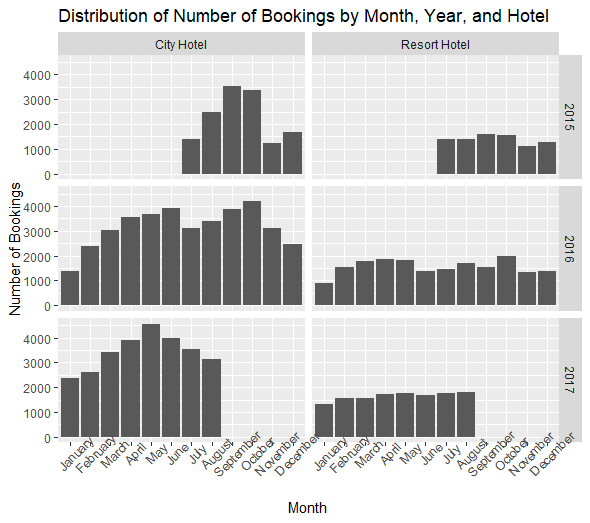 Distribution of Number of Bookings by Month, Year, and Hotel
City Hotel
Resort Hotel
4000
3000
2000
1000
0
2015
4000
3000
2000
1000
0
2016
4000
3000
2000
1000
0
2017
Number of Bookings
January
February
March
April
May
June
July
August
September
October
November
December
January
February
March
April
May
June
July
August
September
October
November
December
Month